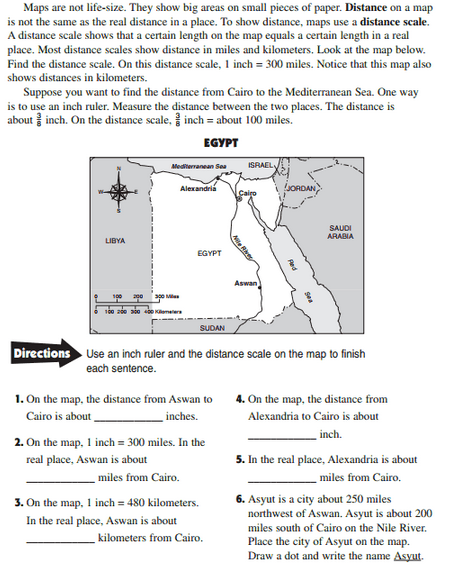 Maps are not life-size. They show big areas on small pieces of paper. Distance on a map
is not the same as the real distance in a place. To show distance, maps use a distance scale.
A distance scale shows that a certain length on the map equals a certain length in a real
place. Most distance scales show distance in miles and kilometers. Look at the map below.
Find the distance scale. On this distance scale, 1 inch = 300 miles. Notice that this map also
shows distances in kilometers.
Suppose you want to find the distance from Cairo to the Mediterranean Sea. One way
is to use an inch ruler. Measure the distance between the two places. The distance is
about 3/8 inch. On the distance scale, 3/8 inch = about 100 miles.
EGYPT
N
Mediterranean Sea
ISRAEL
W
E
Alexandria
Cairo
JORDAN
S
SAUDI
ARABIA
LIBYA
Nile River
EGYPT
Red
Sea
Aswan
0 100 200 300 Miles
0 100 200 300 400 Kilometers
SUDAN
Directions
Use an inch ruler and the distance scale on the map to finish
each sentence.
1. On the map, the distance from Aswan to
Cairo is about ____________ inches.
2. On the map, 1 inch = 300 miles. In the
real place, Aswan is about
____________ miles from Cairo.
3. On the map, 1 inch = 480 kilometers.
In the real place, Aswan is about
____________ kilometers from Cairo.
4. On the map, the distance from
Alexandria to Cairo is about
____________ inch.
5. In the real place, Alexandria is about
____________ miles from Cairo.
6. Asyut is a city about 250 miles
northwest of Aswan. Asyut is about 200
miles south of Cairo on the Nile River.
Place the city of Asyut on the map.
Draw a dot and write the name Asyut.